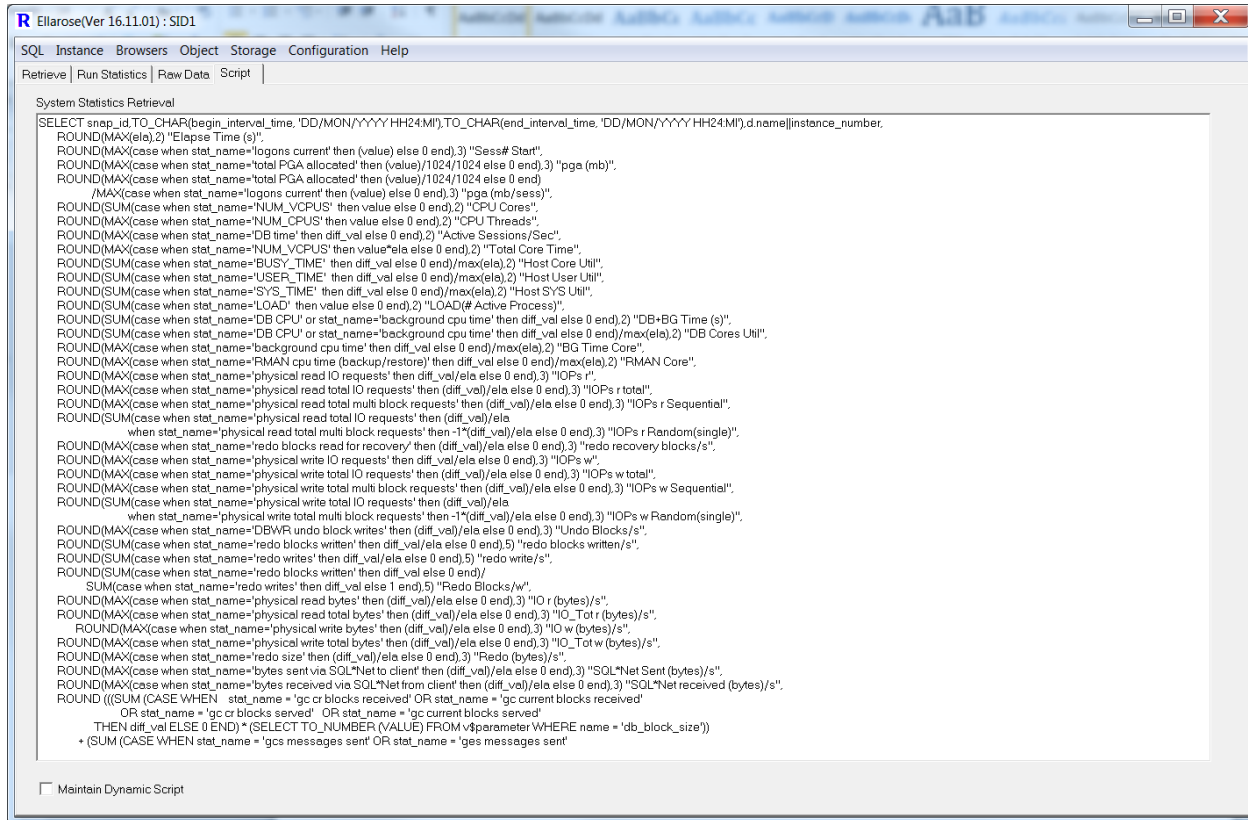 Ellarose(Ver 16.11.01) : SID1
SQL Instance Browsers Object Storage Configuration Help
Retrieve Run Statistics Raw Data Script
System Statistics Retrieval
SELECT snap_id,TO_CHAR(begin_interval_time, 'DD/MON/YYYY HH24:MI'),TO_CHAR(end_interval_time, 'DD/MON/YYYY HH24:MI'),d.name||instance_number,
ROUND(MAX(ela),2) "Elapse Time (s)",
ROUND(MAX(case when stat_name='logons current' then (value) else 0 end),3) "Sess# Start",
ROUND(MAX(case when stat_name='total PGA allocated' then (value)/1024/1024 else 0 end),3) "pga (mb)",
ROUND(MAX(case when stat_name='total PGA allocated' then (value)/1024/1024 else 0 end)
/MAX(case when stat_name='logons current' then (value) else 0 end),3) "pga (mb/sess)",
ROUND(SUM(case when stat_name='NUM_VCPUS' then value else 0 end),2) "CPU Cores",
ROUND(MAX(case when stat_name='NUM_CPUS' then value else 0 end),2) "CPU Threads",
ROUND(MAX(case when stat_name='DB time' then diff_val else 0 end),2) "Active Sessions/Sec",
ROUND(MAX(case when stat_name='NUM_VCPUS' then value*ela else 0 end),2) "Total Core Time",
ROUND(SUM(case when stat_name='BUSY_TIME' then diff_val else 0 end)/max(ela),2) "Host Core Util",
ROUND(SUM(case when stat_name='USER_TIME' then diff_val else 0 end)/max(ela),2) "Host User Util",
ROUND(SUM(case when stat_name='SYS_TIME' then diff_val else 0 end)/max(ela),2) "Host SYS Util",
ROUND(SUM(case when stat_name='LOAD' then value else 0 end),2) "LOAD(# Active Process)",
ROUND(SUM(case when stat_name='DB CPU' or stat_name='background cpu time' then diff_val else 0 end),2) "DB+BG Time (s)",
ROUND(SUM(case when stat_name='DB CPU' or stat_name='background cpu time' then diff_val else 0 end)/max(ela),2) "DB Cores Util",
ROUND(MAX(case when stat_name='background cpu time' then diff_val else 0 end)/max(ela),2) "BG Time Core",
ROUND(MAX(case when stat_name='RMAN cpu time (backup/restore)' then diff_val else 0 end)/max(ela),2) "RMAN Core",
ROUND(MAX(case when stat_name='physical read IO requests' then diff_val/ela else 0 end),3) "IOPs r",
ROUND(MAX(case when stat_name='physical read total IO requests' then (diff_val)/ela else 0 end),3) "IOPs r total",
ROUND(MAX(case when stat_name='physical read total multi block requests' then (diff_val)/ela else 0 end),3) "IOPs r Sequential",
ROUND(SUM(case when stat_name='physical read total IO requests' then (diff_val)/ela
when stat_name='physical read total multi block requests' then -1*(diff_val)/ela else 0 end),3) "IOPs r Random(single)",
ROUND(MAX(case when stat_name='redo blocks read for recovery' then (diff_val)/ela else 0 end),3) "redo recovery blocks/s",
ROUND(MAX(case when stat_name='physical write IO requests' then diff_val/ela else 0 end),3) "IOPs w",
ROUND(MAX(case when stat_name='physical write total IO requests' then (diff_val)/ela else 0 end),3) "IOPs w total",
ROUND(MAX(case when stat_name='physical write total multi block requests' then (diff_val)/ela else 0 end),3) "IOPs w Sequential",
ROUND(SUM(case when stat_name='physical write total IO requests' then (diff_val)/ela
when stat_name='physical write total multi block requests' then -1*(diff_val)/ela else 0 end),3) "IOPs w Random(single)",
ROUND(MAX(case when stat_name='DBWR undo block writes' then (diff_val)/ela else 0 end),3) "Undo Blocks/s",
ROUND(SUM(case when stat_name='redo blocks written' then diff_val/ela else 0 end),5) "redo blocks written/s",
ROUND(SUM(case when stat_name='redo writes' then diff_val/ela else 0 end),5) "redo write/s",
ROUND(SUM(case when stat_name='redo blocks written' then diff_val else 0 end)/
SUM(case when stat_name='redo writes' then diff_val else 1 end),5) "Redo Blocks/w",
ROUND(MAX(case when stat_name='physical read bytes' then (diff_val)/ela else 0 end),3) "IO r (bytes)/s",
ROUND(MAX(case when stat_name='physical read total bytes' then (diff_val)/ela else 0 end),3) "IO_Tot r (bytes)/s",
ROUND(MAX(case when stat_name='physical write bytes' then (diff_val)/ela else 0 end),3) "IO w (bytes)/s",
ROUND(MAX(case when stat_name='physical write total bytes' then (diff_val)/ela else 0 end),3) "IO_Tot w (bytes)/s",
ROUND(MAX(case when stat_name='redo size' then (diff_val)/ela else 0 end),3) "Redo (bytes)/s",
ROUND(MAX(case when stat_name='bytes sent via SQL*Net to client' then (diff_val)/ela else 0 end),3) "SQL*Net Sent (bytes)/s",
ROUND(MAX(case when stat_name='bytes received via SQL*Net from client' then (diff_val)/ela else 0 end),3) "SQL*Net received (bytes)/s",
ROUND (((SUM (CASE WHEN stat_name = 'gc cr blocks received' OR stat_name = 'gc current blocks received'
OR stat_name = 'gc cr blocks served' OR stat_name = 'gc current blocks served'
THEN diff_val ELSE 0 END) * (SELECT TO_NUMBER (VALUE) FROM v$parameter WHERE name = 'db_block_size'))
+ (SUM (CASE WHEN stat_name = 'gcs messages sent' OR stat_name = 'ges messages sent'
Maintain Dynamic Script